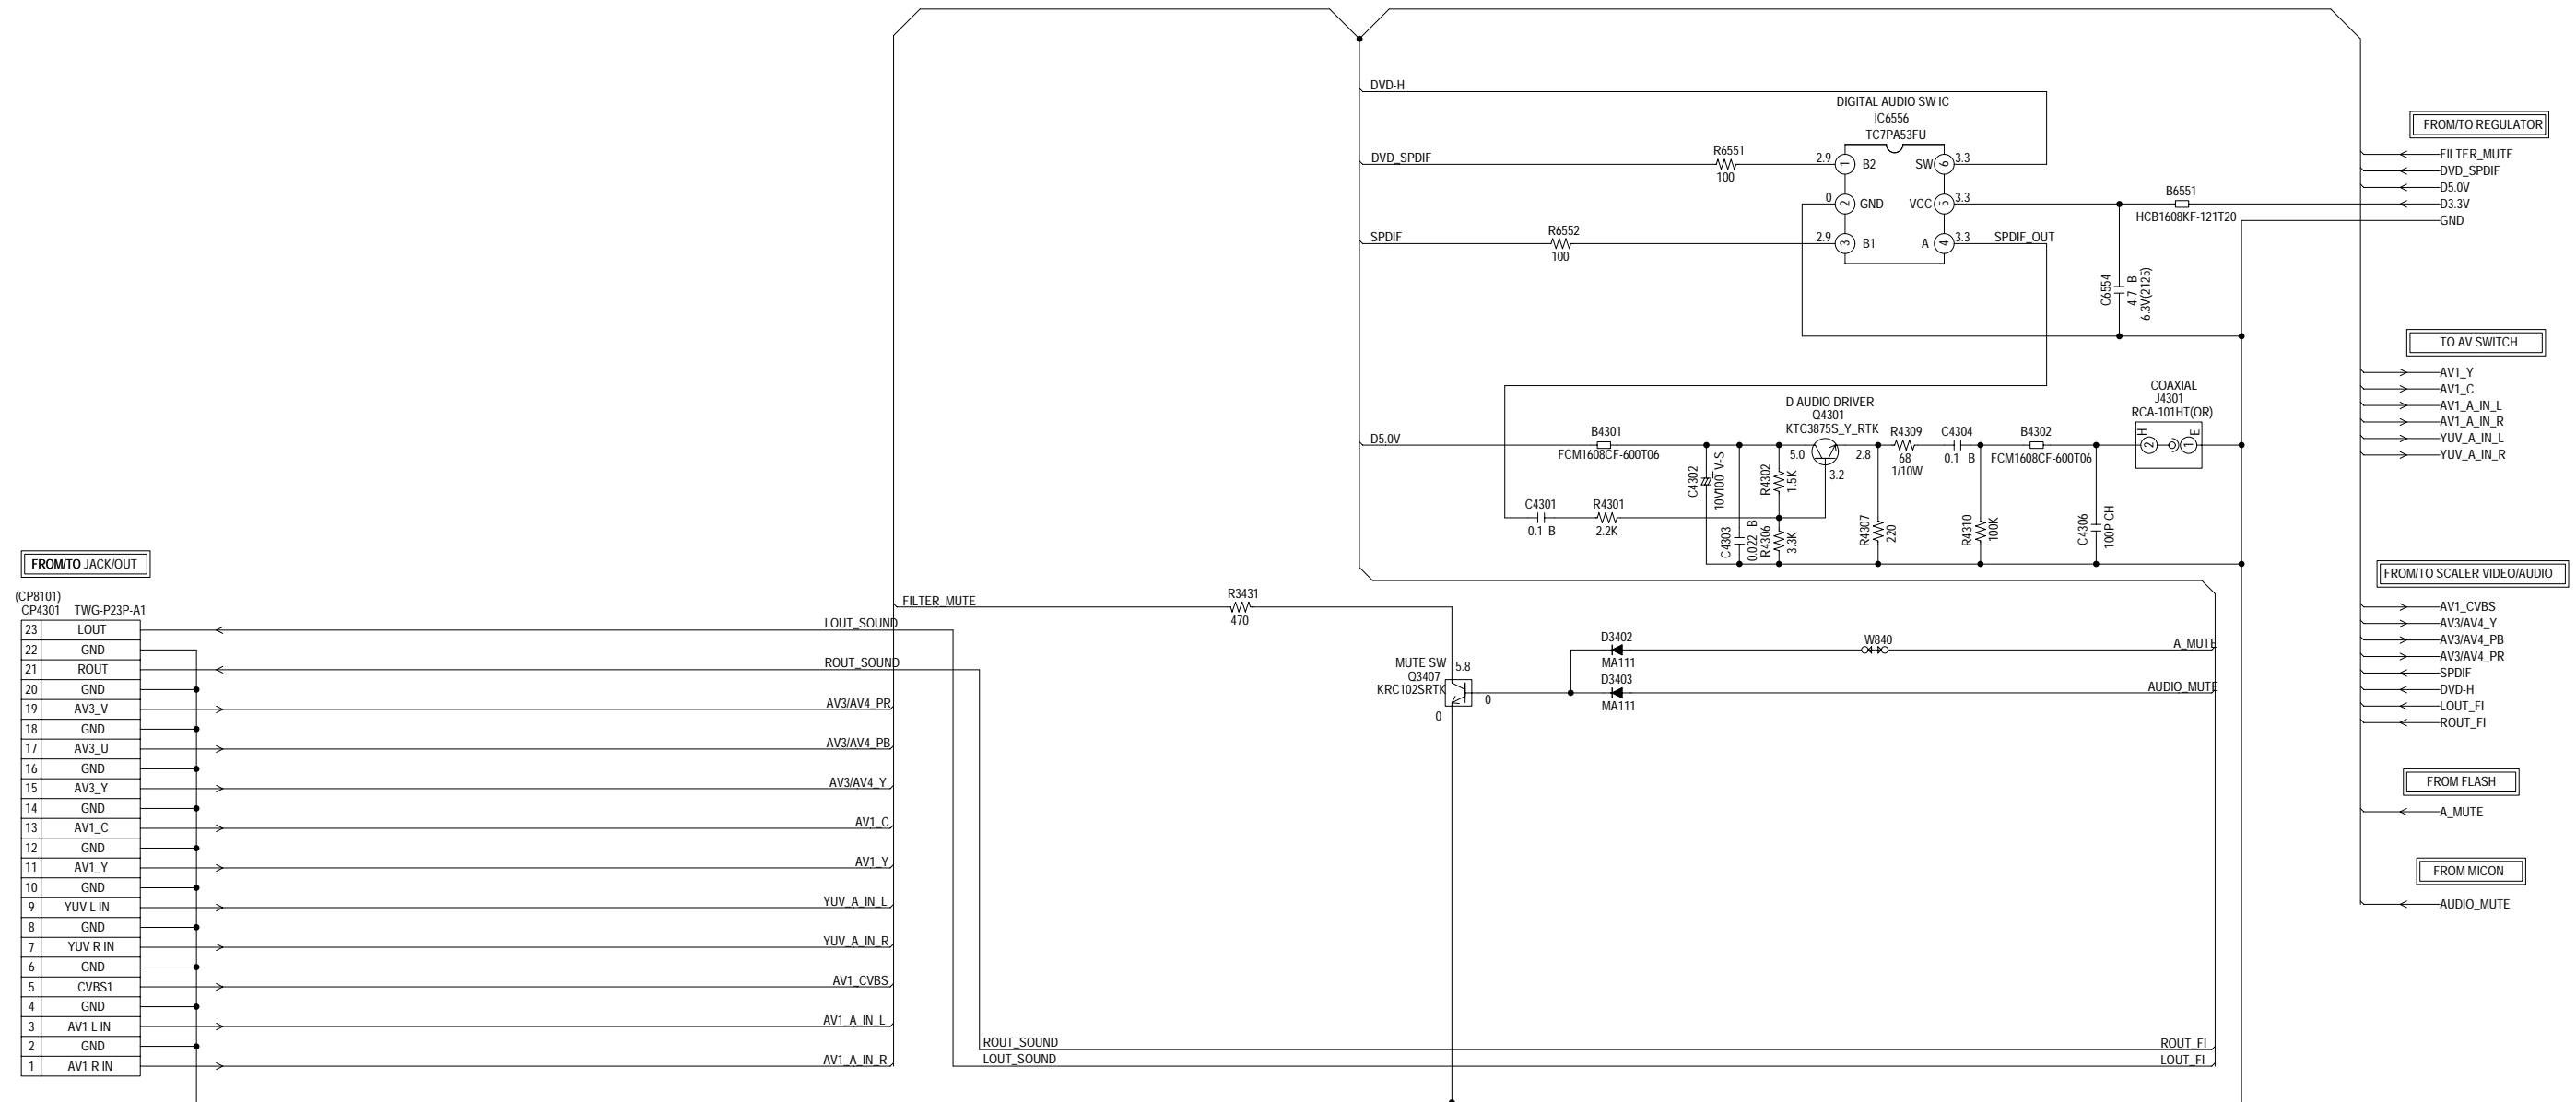 DVD-H
DIGITAL AUDIO SW IC
IC6556
TC7PA53FU
DVD_SPDIF
R6551
100
2.9 1 B2
SW 6 3.3
0 2 GND
VCC 5 3.3
SPDIF
R6552
100
2.9 3 B1
A 4 3.3
SPDIF_OUT
B6551
HCB1608KF-121T20
C6554
4.7 B
6.3V(2125)
FROM/TO REGULATOR
FILTER_MUTE
DVD_SPDIF
D5.0V
D3.3V
GND
TO AV SWITCH
AV1_Y
AV1_C
AV1_A_IN_L
AV1_A_IN_R
YUV_A_IN_L
YUV_A_IN_R
D5.0V
B4301
FCM1608CF-600T06
C4301
0.1 B
R4301
2.2K
C4302
10V100 V-S
C4303
0.022 B
R4302
1.5K
R4306
3.3K
D AUDIO DRIVER
Q4301
KTC3875S_Y_RTK
5.0
2.8
3.2
R4307
220
R4309
68
1/10W
C4304
0.1 B
R4310
100K
B4302
FCM1608CF-600T06
C4306
100P CH
COAXIAL
J4301
RCA-101HT(OR)
H
2
1
E
FROM/TO SCALER VIDEO/AUDIO
AV1_CVBS
AV3/AV4_Y
AV3/AV4_PB
AV3/AV4_PR
SPDIF
DVD-H
LOUT_FI
ROUT_FI
FROM FLASH
A_MUTE
FROM MICON
AUDIO_MUTE
FROM/TO JACK/OUT
(CP8101)
CP4301 TWG-P23P-A1
23 LOUT
22 GND
21 ROUT
20 GND
19 AV3_V
18 GND
17 AV3_U
16 GND
15 AV3_Y
14 GND
13 AV1_C
12 GND
11 AV1_Y
10 GND
9 YUV L IN
8 GND
7 YUV R IN
6 GND
5 CVBS1
4 GND
3 AV1 L IN
2 GND
1 AV1 R IN
LOUT_SOUND
ROUT_SOUND
AV3/AV4_PR
AV3/AV4_PB
AV3/AV4_Y
AV1_C
AV1_Y
YUV_A_IN_L
YUV_A_IN_R
AV1_CVBS
AV1_A_IN_L
AV1_A_IN_R
FILTER_MUTE
R3431
470
MUTE SW
Q3407
KRC102SRTK
5.8
0
0
D3402
MA111
D3403
MA111
W840
A_MUTE
AUDIO_MUTE
ROUT_SOUND
LOUT_SOUND
ROUT_FI
LOUT_FI